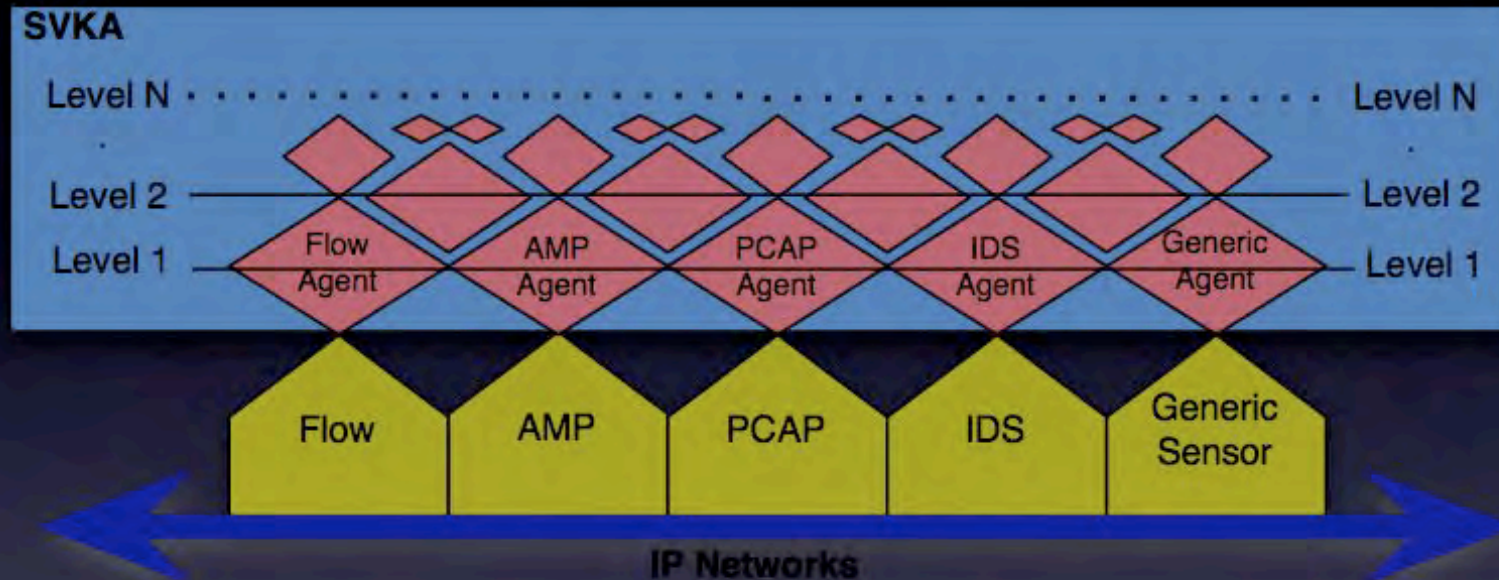 SVKA
Level N
Level N
Level 2
Level 2
Level 1
Level 1
Flow
Agent
AMP
Agent
PCAP
Agent
IDS
Agent
Generic
Agent
Flow
AMP
PCAP
IDS
Generic
Sensor
IP Networks